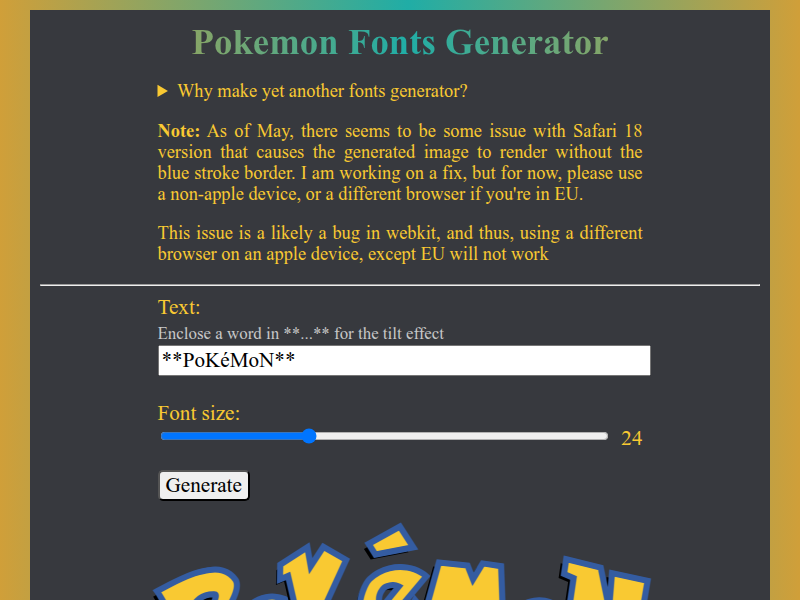 Pokemon Fonts Generator
▶ Why make yet another fonts generator?
Note: As of May, there seems to be some issue with Safari 18
version that causes the generated image to render without the
blue stroke border. I am working on a fix, but for now, please use
a non-apple device, or a different browser if you're in EU.
This issue is a likely a bug in webkit, and thus, using a different
browser on an apple device, except EU will not work
Text:
Enclose a word in **...** for the tilt effect
**PoKéMoN**
Font size:
24
Generate
PoKéMoN